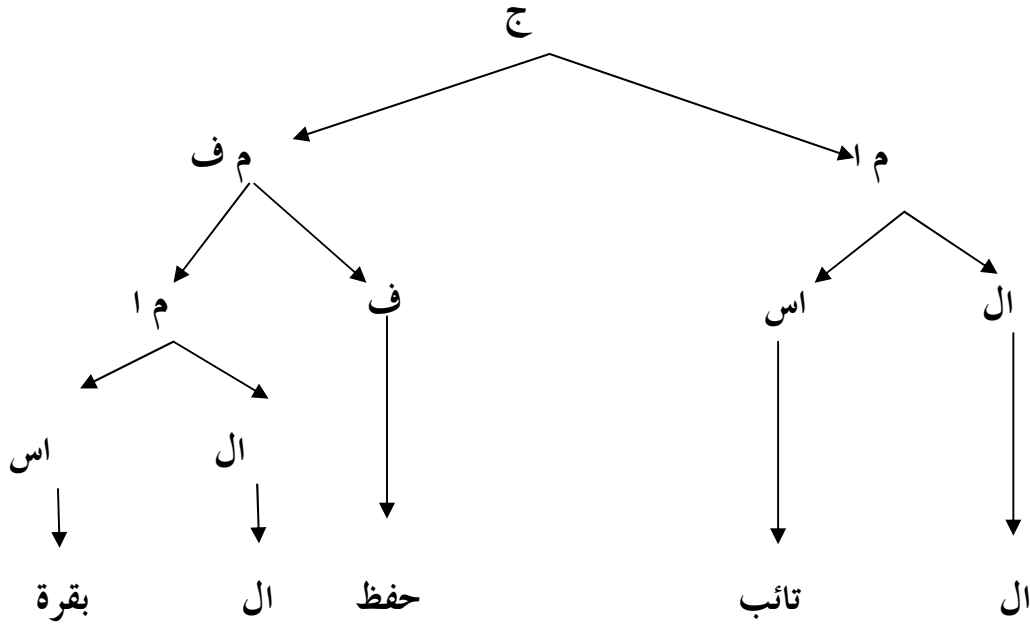 ج
م ا م ف
ال اس ف م ا
ال اس
ال تائب حفظ ال بقرة